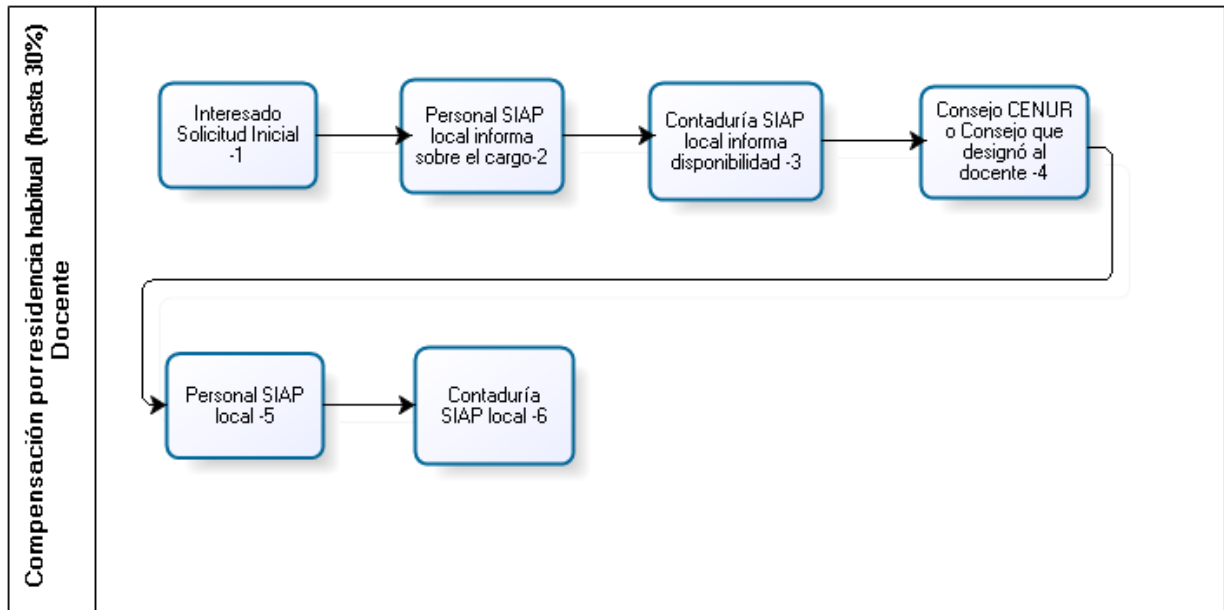 Compensación por residencia habitual (hasta 30%)
Docente
Interesado
Solicitud Inicial
-1
Personal SIAP
local informa
sobre el cargo-2
Contaduría SIAP
local informa
disponibilidad -3
Consejo CENUR
o Consejo que
designó al
docente -4
Personal SIAP
local -5
Contaduría
SIAP local -6